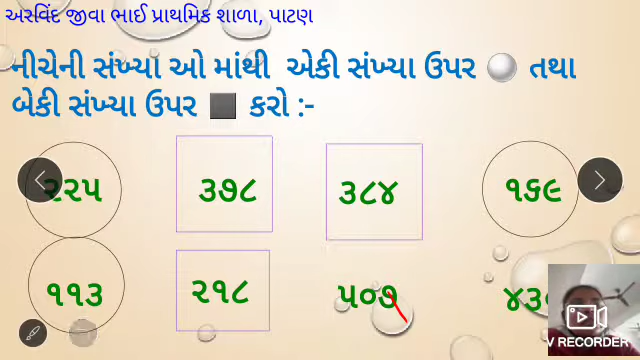 અરવિંદ જીવા ભાઈ પ્રાથમિક શાળા, પાટણ
નીચેની સંખ્યા ઓ માંથી એકી સંખ્યા ઉપર તથા
બેકી સંખ્યા ઉપર કરો :-
૨૨૫ ૩૭૮ ૩૮૪ ૧૬૯
૧૧૩ ૨૧૮ ૫૦૭
V RECORDER